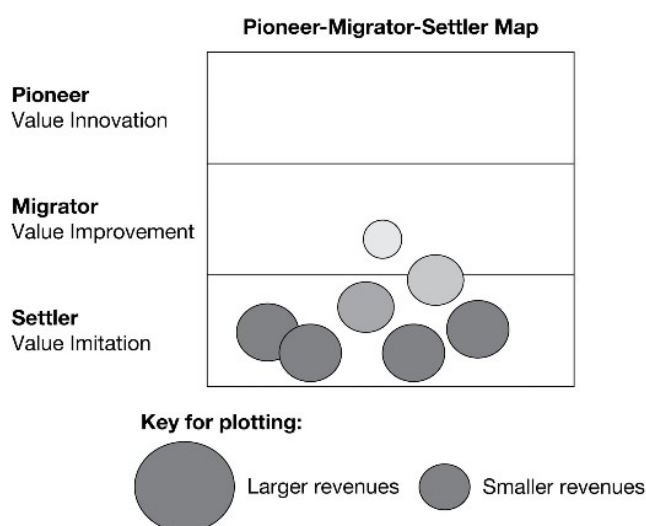 Pioneer-Migrator-Settler Map
Pioneer
Value Innovation
Migrator
Value Improvement
Settler
Value Imitation
Key for plotting:
Larger revenues
Smaller revenues